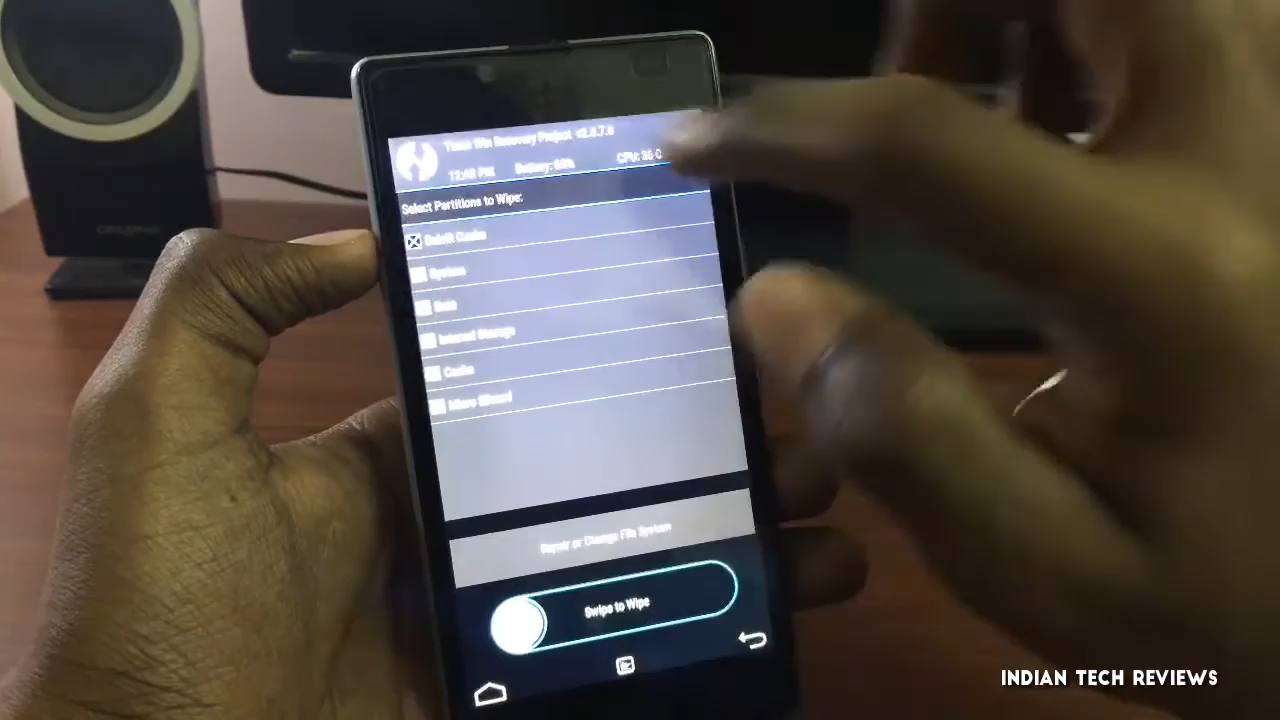 Team Win Recovery Project v2.8.7.0
12:48 PM Battery: CPU: 35 C
Select Partitions to Wipe:
Dalvik Cache
System
Data
Internal Storage
Cache
Micro SDcard
Repair or Change File System
Swipe to Wipe
CREATIVE
INDIAN TECH REVIEWS